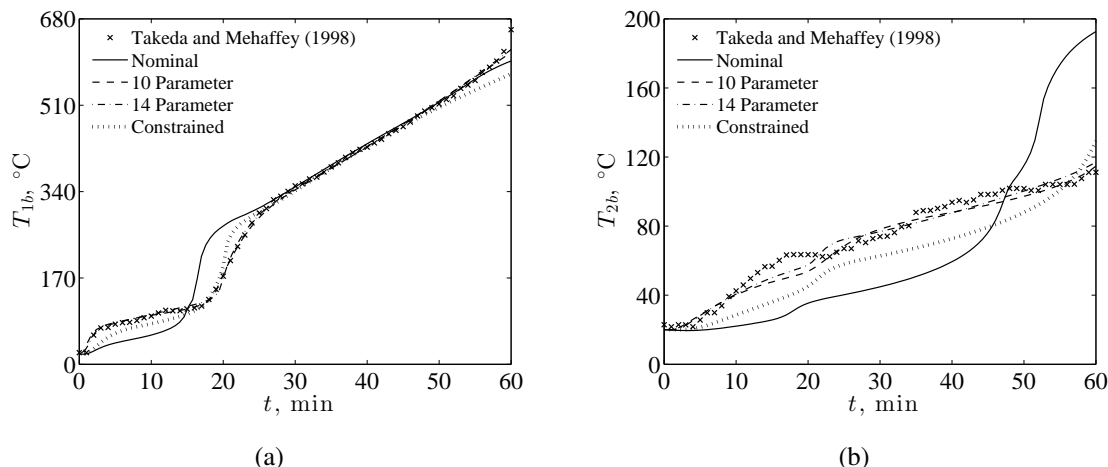 680
510
340
170
0
T1b, °C
× Takeda and Mehaffey (1998)
Nominal
10 Parameter
14 Parameter
Constrained
0 10 20 30 40 50 60
t, min
(a)
200
160
120
80
40
0
T2b, °C
× Takeda and Mehaffey (1998)
Nominal
10 Parameter
14 Parameter
Constrained
0 10 20 30 40 50 60
t, min
(b)